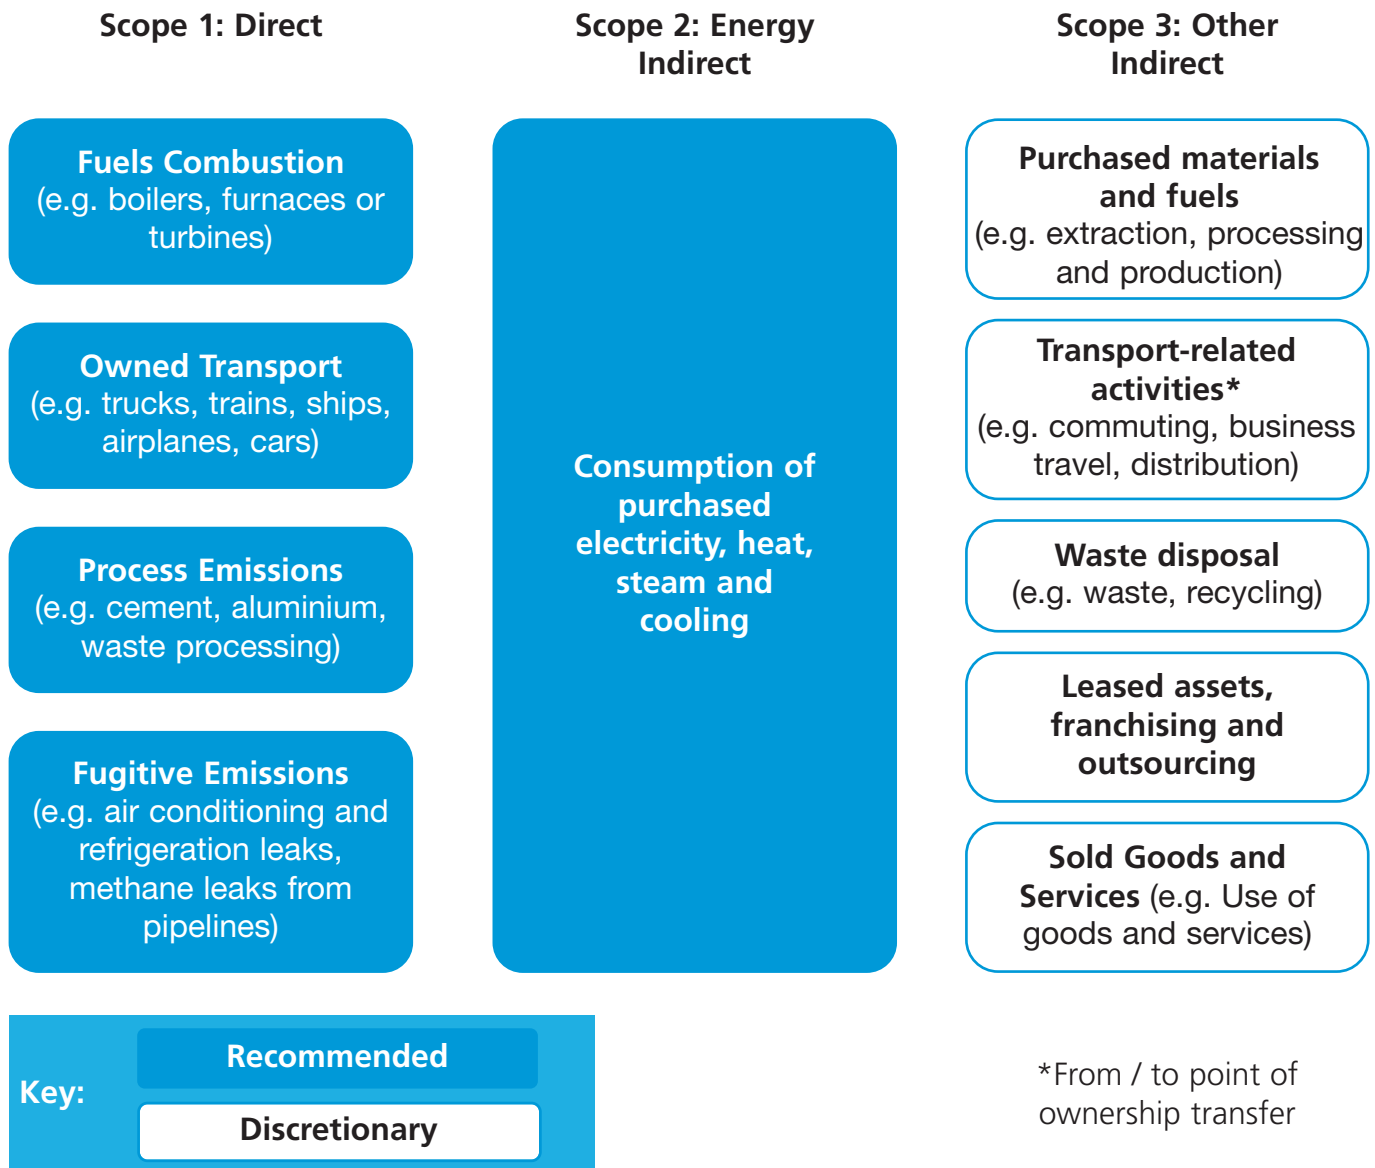 Scope 1: Direct
Scope 2: Energy
Indirect
Scope 3: Other
Indirect
Fuels Combustion
(e.g. boilers, furnaces or
turbines)
Owned Transport
(e.g. trucks, trains, ships,
airplanes, cars)
Process Emissions
(e.g. cement, aluminium,
waste processing)
Fugitive Emissions
(e.g. air conditioning and
refrigeration leaks,
methane leaks from
pipelines)
Consumption of
purchased
electricity, heat,
steam and
cooling
Purchased materials
and fuels
(e.g. extraction, processing
and production)
Transport-related
activities*
(e.g. commuting, business
travel, distribution)
Waste disposal
(e.g. waste, recycling)
Leased assets,
franchising and
outsourcing
Sold Goods and
Services (e.g. Use of
goods and services)
Key:
Recommended
Discretionary
*From / to point of
ownership transfer